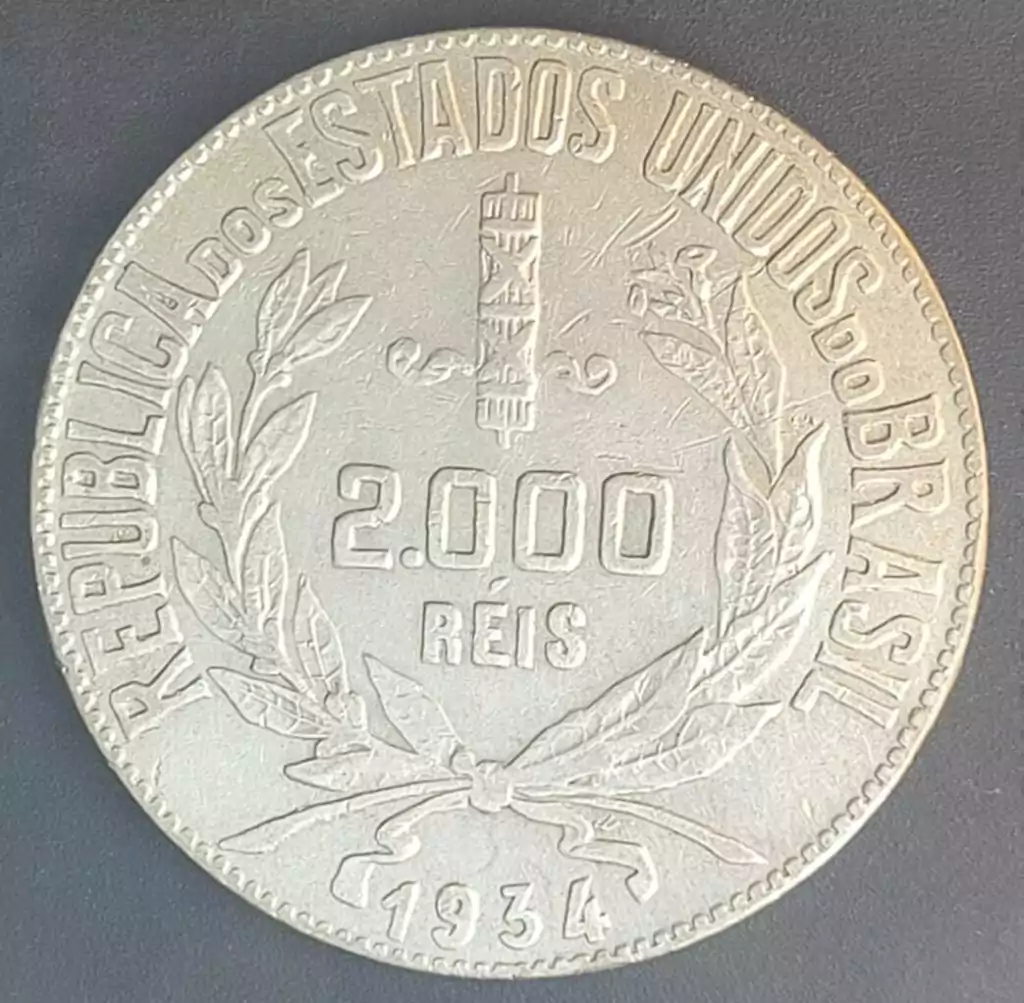 REPUBLICA DOS ESTADOS UNIDOS DO BRASIL
2.000
RÉIS
1934